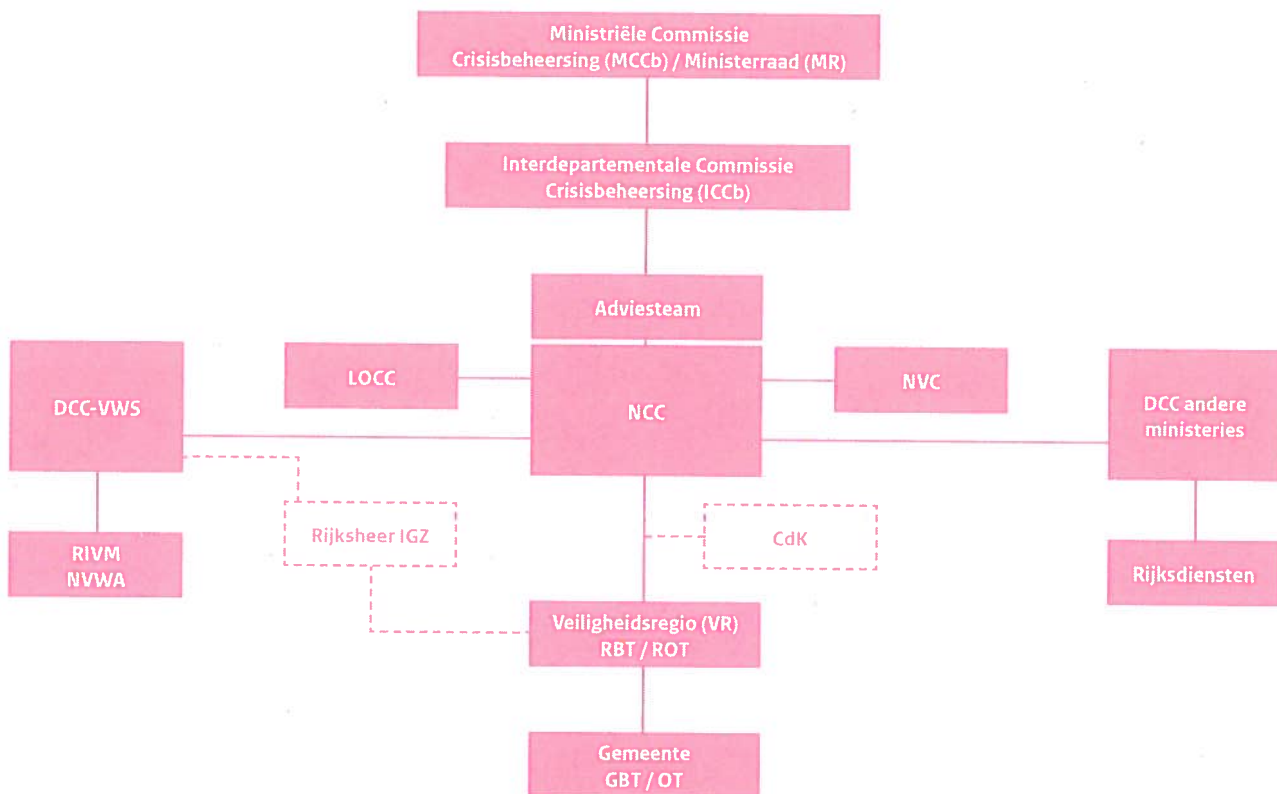 Ministriële Commissie
Crisisbeheersing (MCCb) / Ministerraad (MR)
Interdepartementale Commissie
Crisisbeheersing (ICCb)
Adviesteam
LOCC
NVC
DCC-VWS
NCC
DCC andere
ministeries
Rijksheer IGZ
CdK
RIVM
NVWA
Rijksdiensten
Veiligheidsregio (VR)
RBT / ROT
Gemeente
GBT / OT